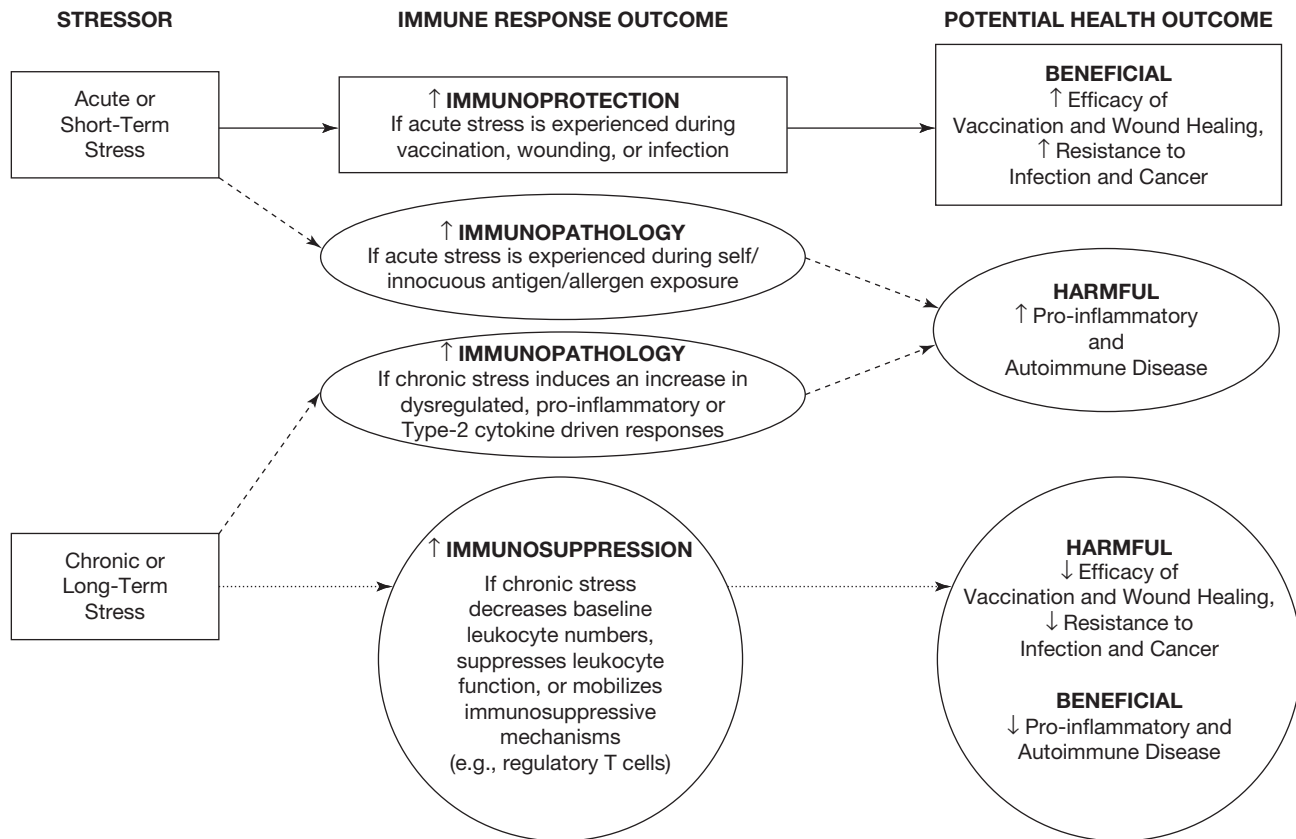 STRESSOR
IMMUNE RESPONSE OUTCOME
POTENTIAL HEALTH OUTCOME
Acute or
Short-Term
Stress
↑ IMMUNOPROTECTION
If acute stress is experienced during
vaccination, wounding, or infection
BENEFICIAL
↑ Efficacy of
Vaccination and Wound Healing,
↑ Resistance to
Infection and Cancer
↑ IMMUNOPATHOLOGY
If acute stress is experienced during self/
innocuous antigen/allergen exposure
HARMFUL
↑ Pro-inflammatory
and
Autoimmune Disease
↑ IMMUNOPATHOLOGY
If chronic stress induces an increase in
dysregulated, pro-inflammatory or
Type-2 cytokine driven responses
Chronic or
Long-Term
Stress
↑ IMMUNOSUPPRESSION
If chronic stress
decreases baseline
leukocyte numbers,
suppresses leukocyte
function, or mobilizes
immunosuppressive
mechanisms
(e.g., regulatory T cells)
HARMFUL
↓ Efficacy of
Vaccination and Wound Healing,
↓ Resistance to
Infection and Cancer
BENEFICIAL
↓ Pro-inflammatory and
Autoimmune Disease